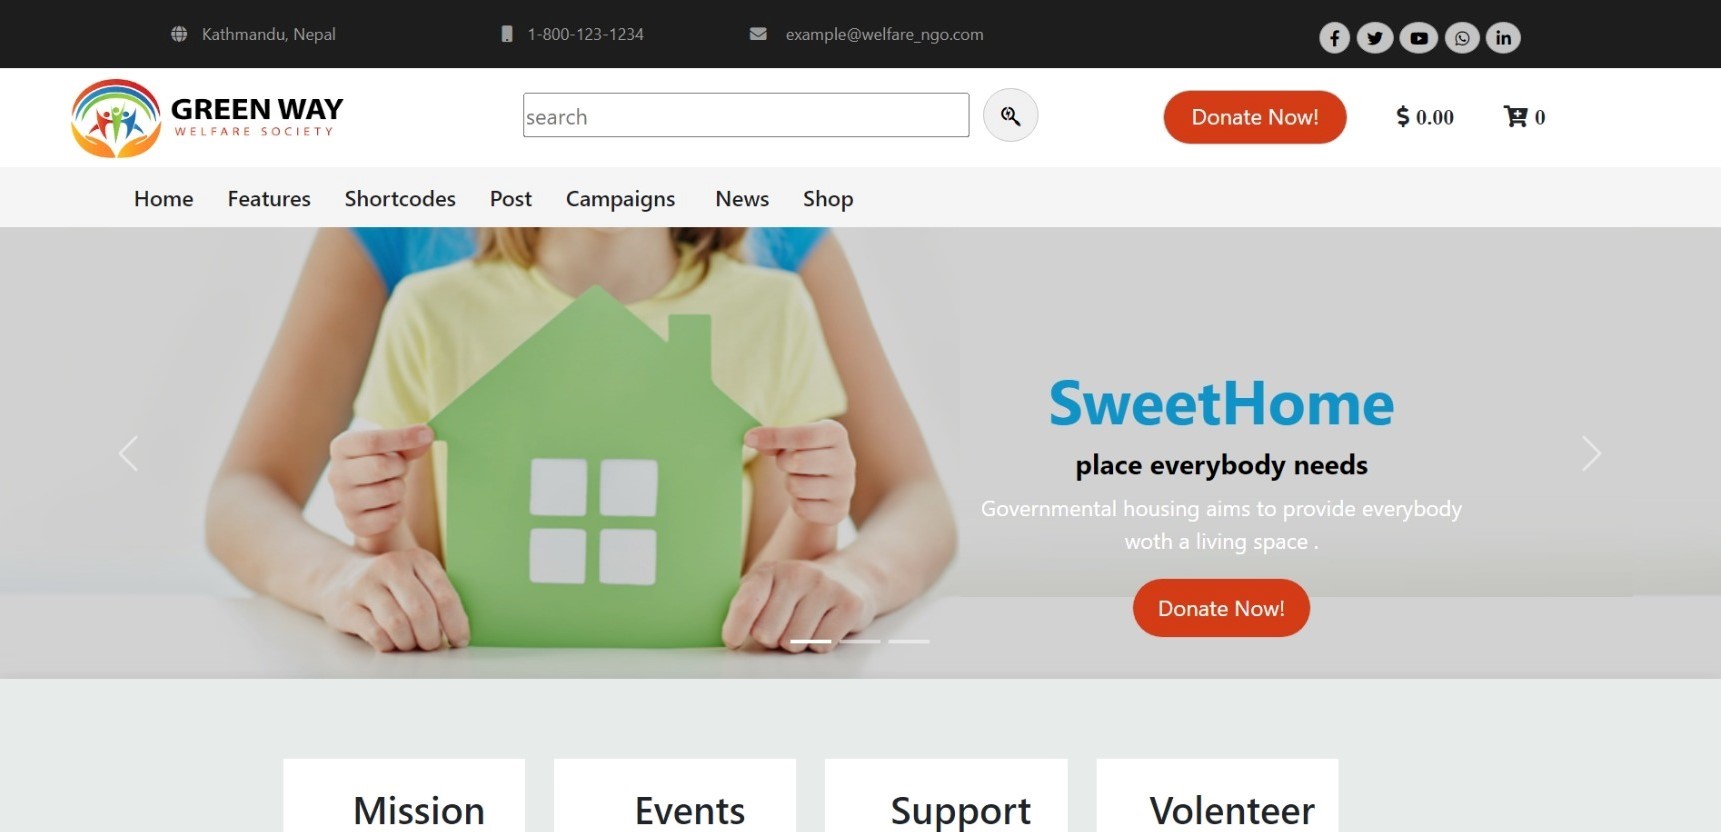 Kathmandu, Nepal
1-800-123-1234
example@welfare_ngo.com
GREEN WAY
WELFARE SOCIETY
search
Donate Now!
$ 0.00
0
Home
Features
Shortcodes
Post
Campaigns
News
Shop
SweetHome
place everybody needs
Governmental housing aims to provide everybody
woth a living space .
Donate Now!
Mission
Events
Support
Volenteer